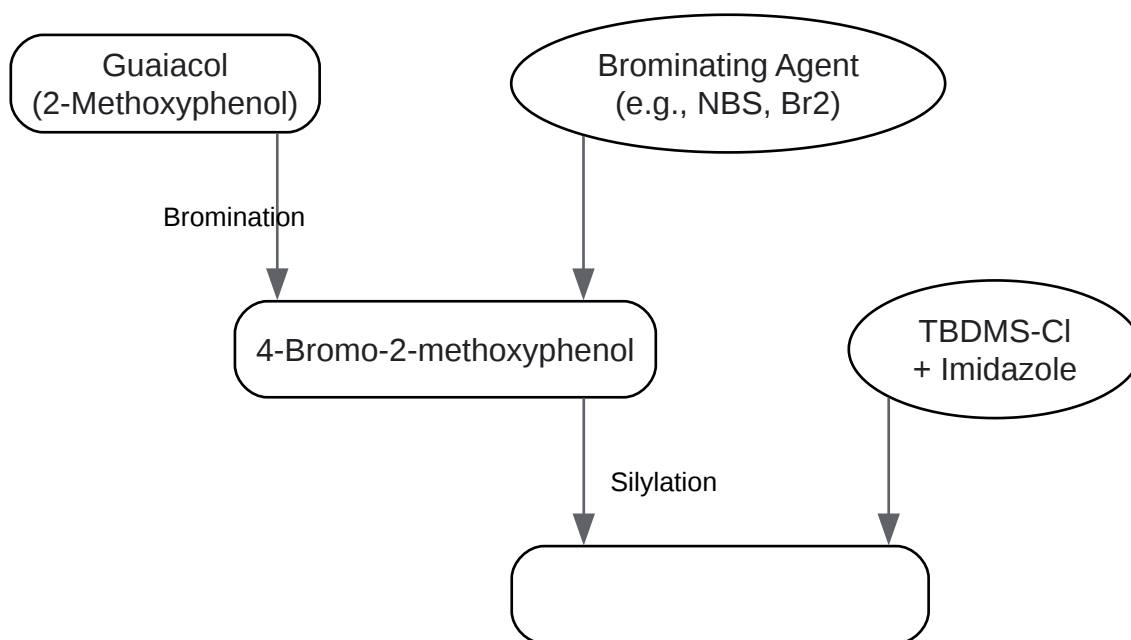 Guaiacol
(2-Methoxyphenol)
Brominating Agent
(e.g., NBS, Br2)
Bromination
4-Bromo-2-methoxyphenol
TBDMS-Cl
+ Imidazole
Silylation